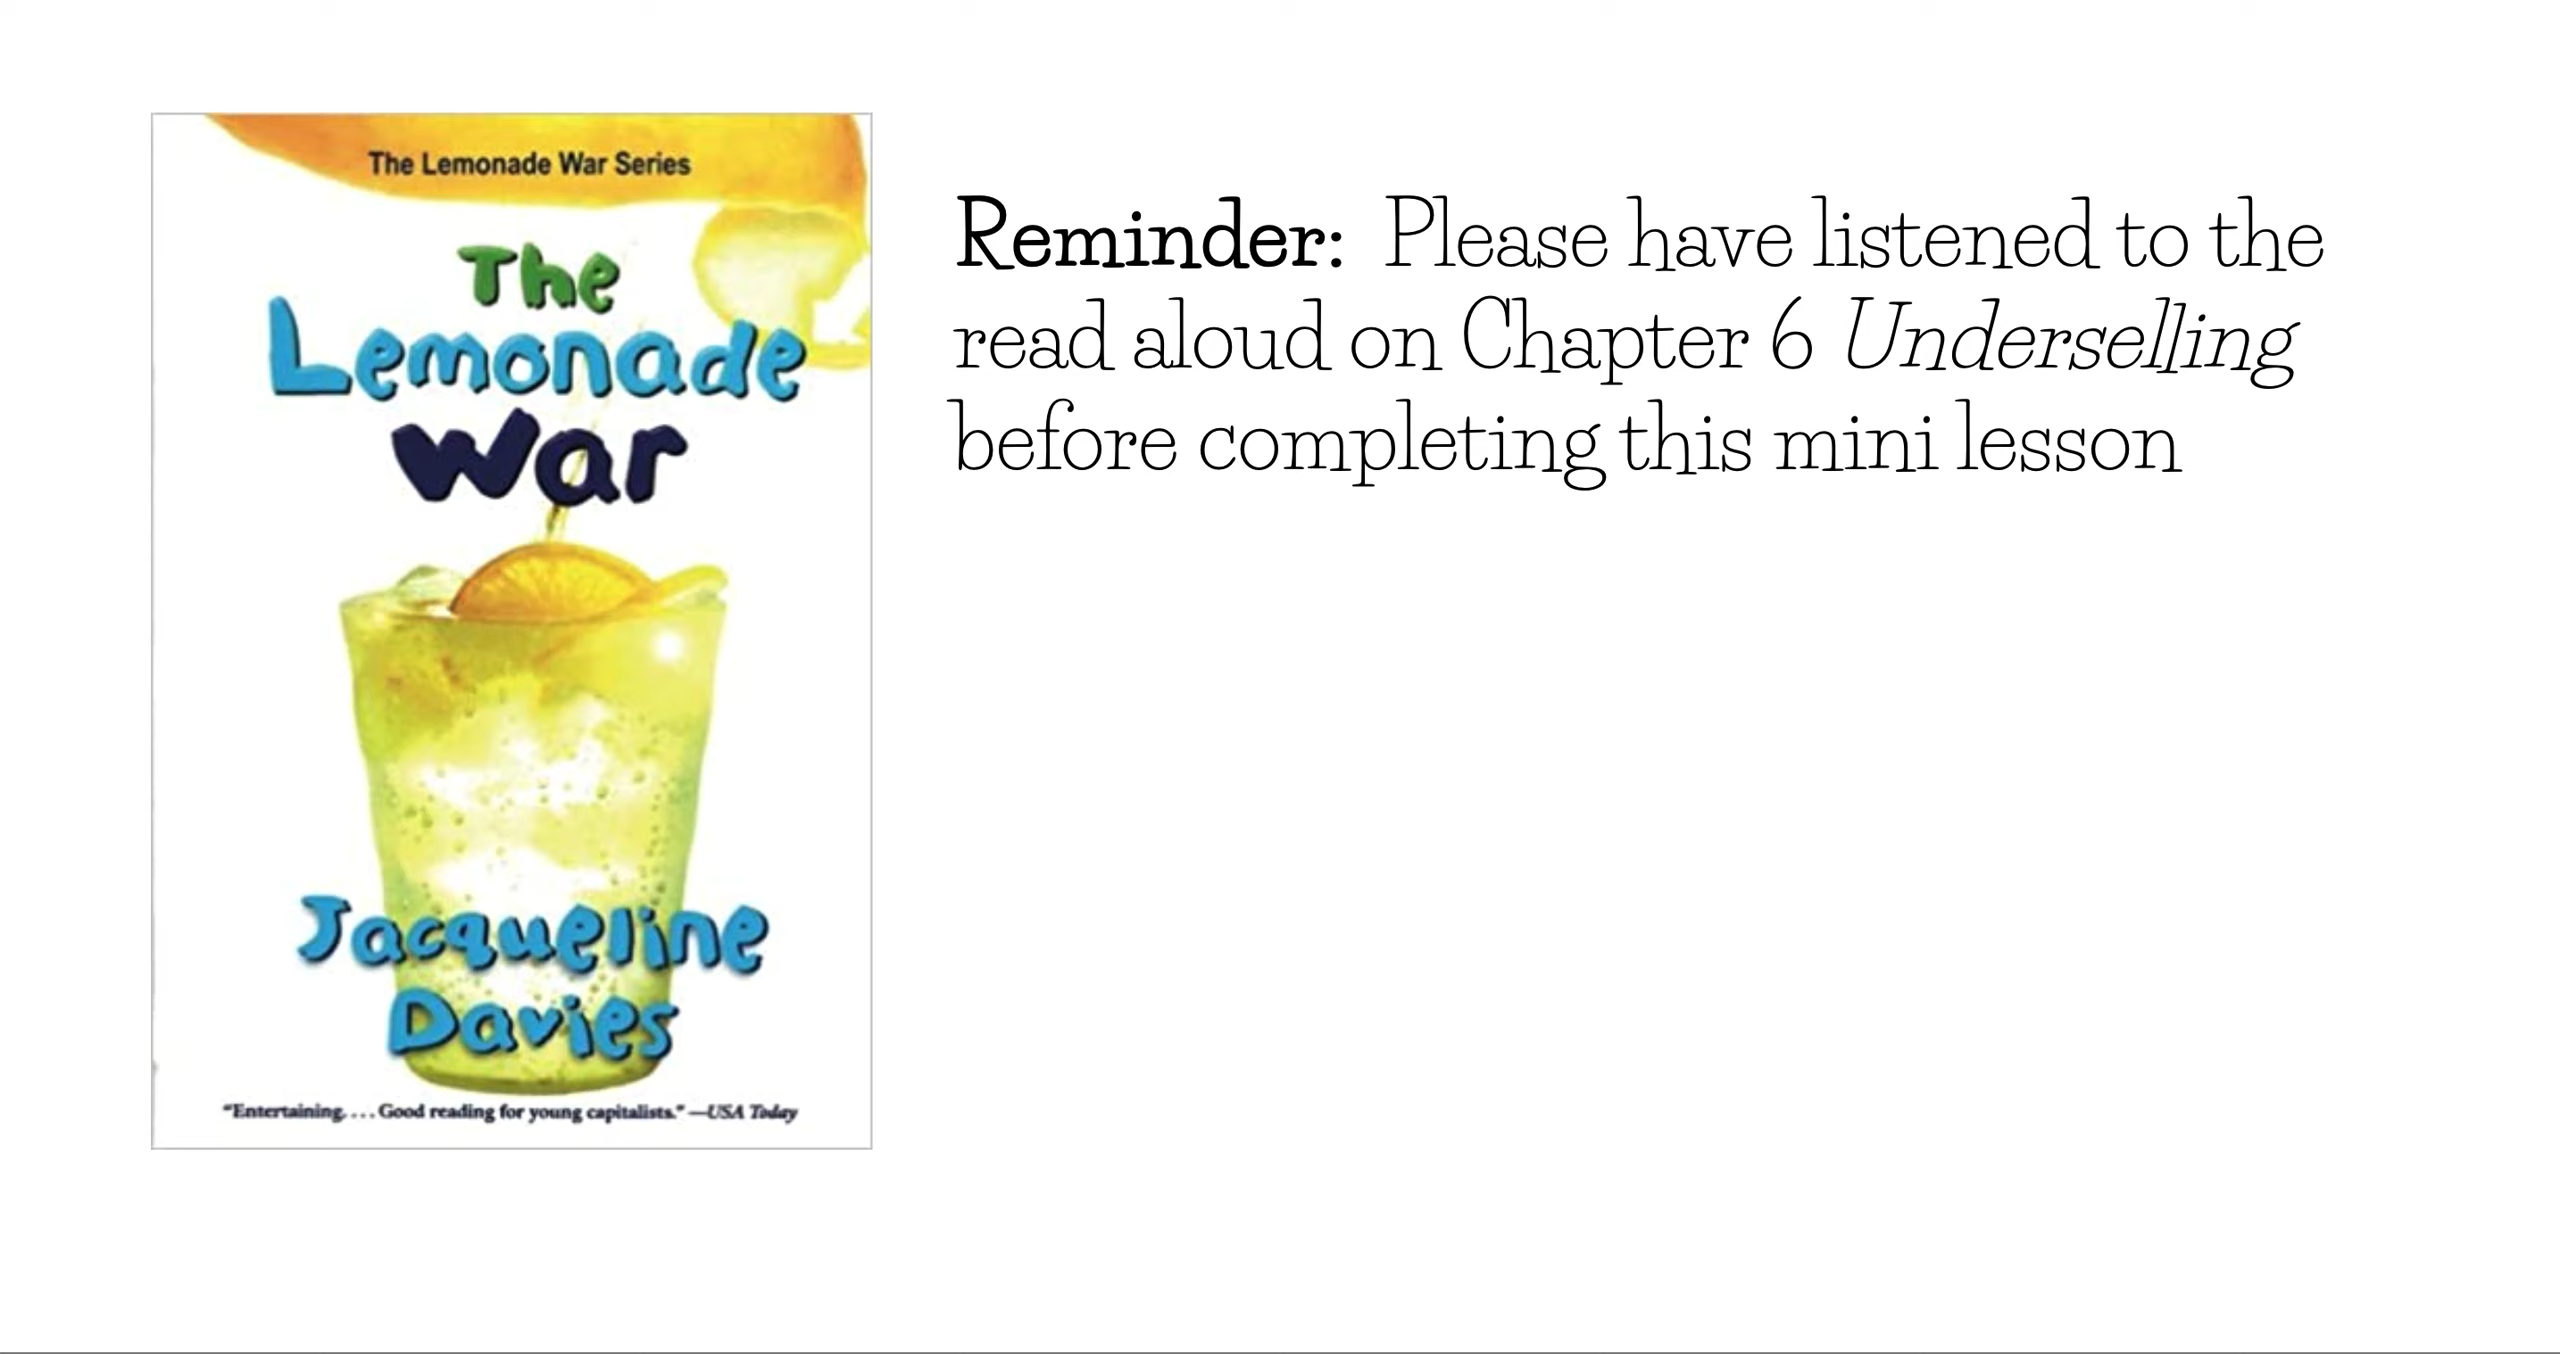 The Lemonade War Series
The
Lemonade
War
Jacqueline
Davies
"Entertaining. . . . Good reading for young capitalists." —USA Today
Reminder: Please have listened to the
read aloud on Chapter 6 Underselling
before completing this mini lesson